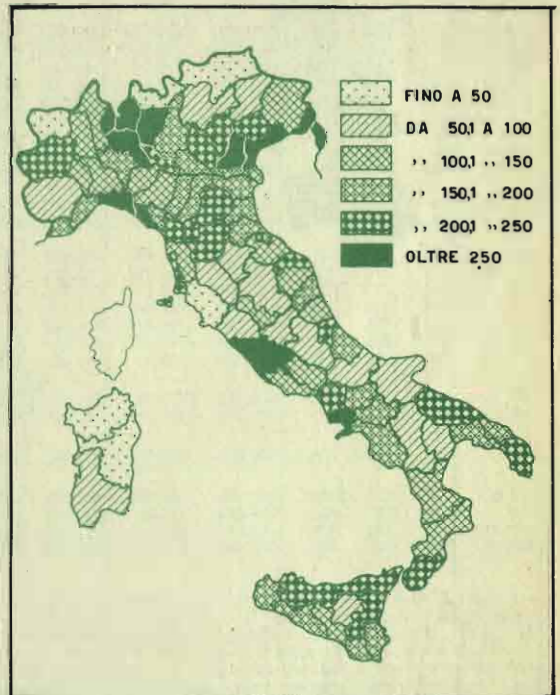 FINO A 50
DA 50,1 A 100
,, 100,1 ,, 150
,, 150,1 ,, 200
,, 200,1 ,, 250
OLTRE 250